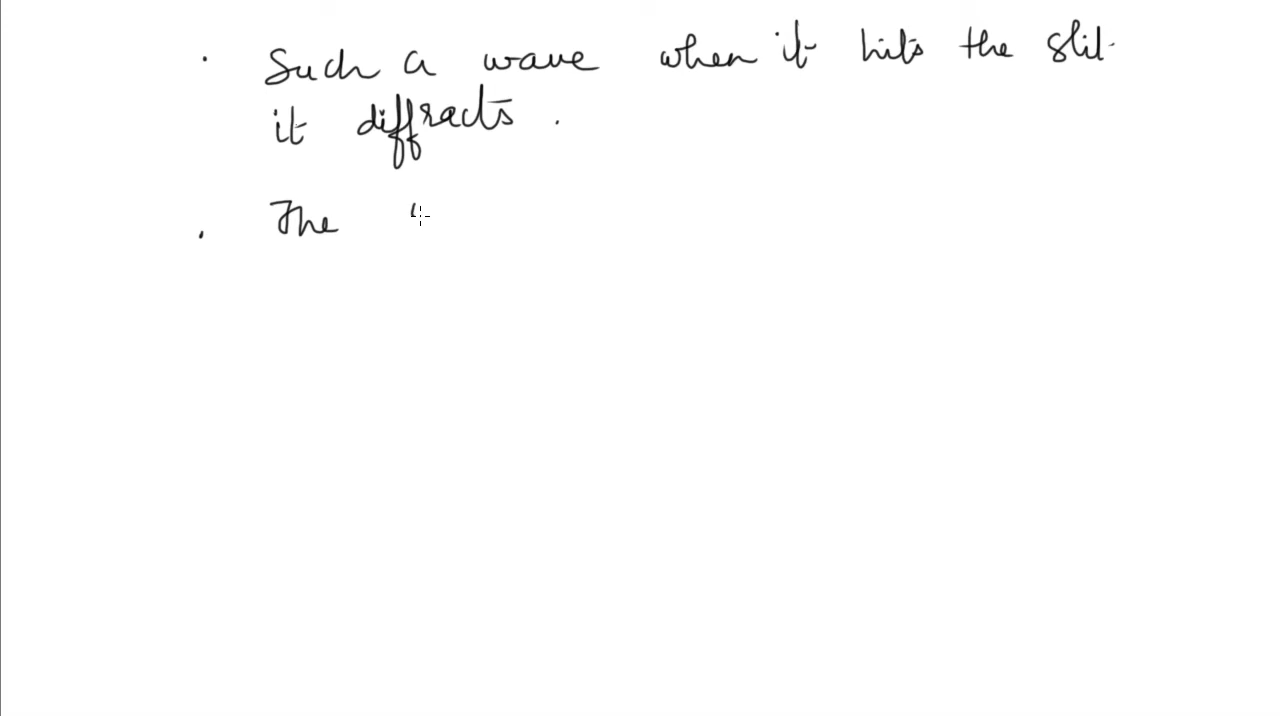 . Such a wave when it hits the slit
it diffracts .
. The